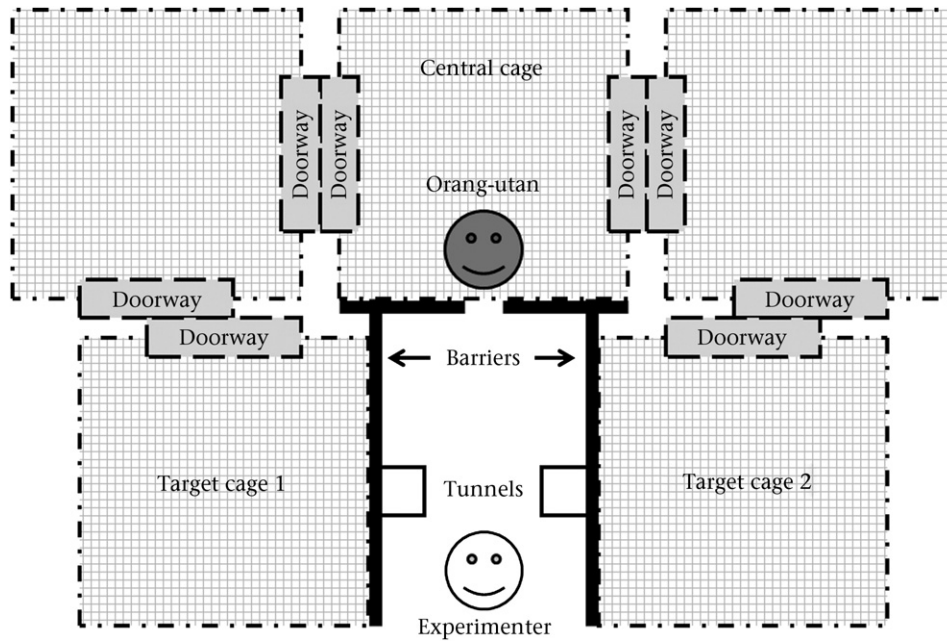 Central cage
Doorway
Doorway
Doorway
Doorway
Orang-utan
Doorway
Doorway
Doorway
Doorway
Barriers
Target cage 1
Tunnels
Target cage 2
Experimenter